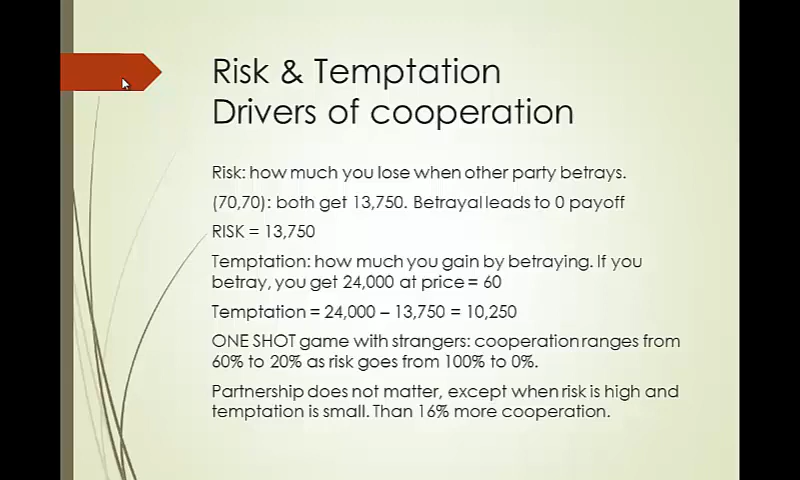 Risk & Temptation
Drivers of cooperation
Risk: how much you lose when other party betrays.
(70,70): both get 13,750. Betrayal leads to 0 payoff
RISK = 13,750
Temptation: how much you gain by betraying. If you
betray, you get 24,000 at price = 60
Temptation = 24,000 – 13,750 = 10,250
ONE SHOT game with strangers: cooperation ranges from
60% to 20% as risk goes from 100% to 0%.
Partnership does not matter, except when risk is high and
temptation is small. Than 16% more cooperation.